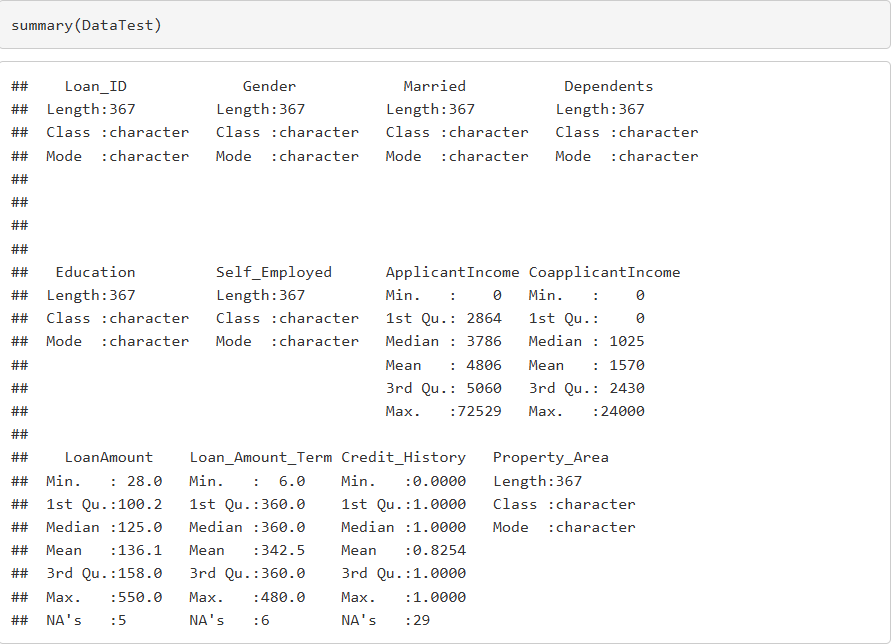 summary(DataTest)
##    Loan_ID             Gender            Married           Dependents
##  Length:367         Length:367         Length:367         Length:367
##  Class :character   Class :character   Class :character   Class :character
##  Mode  :character   Mode  :character   Mode  :character   Mode  :character
##
##
##
##
##   Education         Self_Employed      ApplicantIncome CoapplicantIncome
##  Length:367         Length:367         Min.   :    0   Min.   :    0
##  Class :character   Class :character   1st Qu.: 2864   1st Qu.:    0
##  Mode  :character   Mode  :character   Median : 3786   Median : 1025
##                                        Mean   : 4806   Mean   : 1570
##                                        3rd Qu.: 5060   3rd Qu.: 2430
##                                        Max.   :72529   Max.   :24000
##
##    LoanAmount    Loan_Amount_Term Credit_History   Property_Area
##  Min.   : 28.0   Min.   :  6.0    Min.   :0.0000   Length:367
##  1st Qu.:100.2   1st Qu.:360.0    1st Qu.:1.0000   Class :character
##  Median :125.0   Median :360.0    Median :1.0000   Mode  :character
##  Mean   :136.1   Mean   :342.5    Mean   :0.8254
##  3rd Qu.:158.0   3rd Qu.:360.0    3rd Qu.:1.0000
##  Max.   :550.0   Max.   :480.0    Max.   :1.0000
##  NA's   :5       NA's   :6        NA's   :29